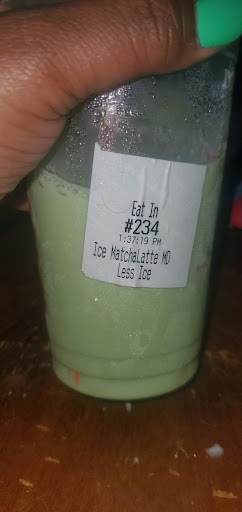 Eat In
#234
1:37:19 PM
Ice MatchaLatte MD
Less Ice